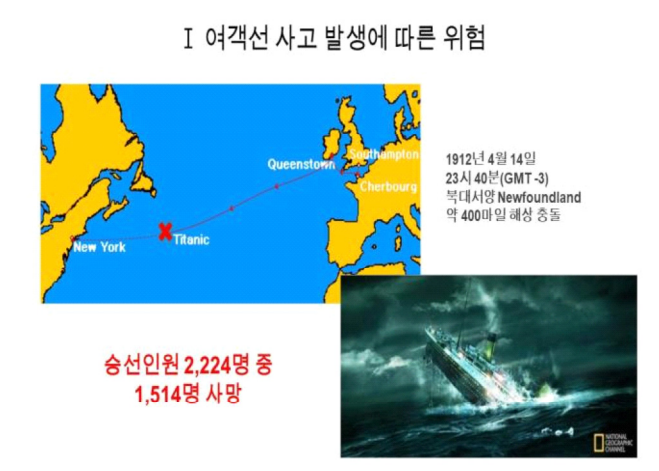 Ⅰ 여객선 사고 발생에 따른 위험
Southampton
Queenstown
Cherbourg
New York
Titanic
1912년 4월 14일
23시 40분(GMT -3)
북대서양 Newfoundland
약 400마일 해상 충돌
승선인원 2,224명 중
1,514명 사망
NATIONAL
GEOGRAPHIC
CHANNEL